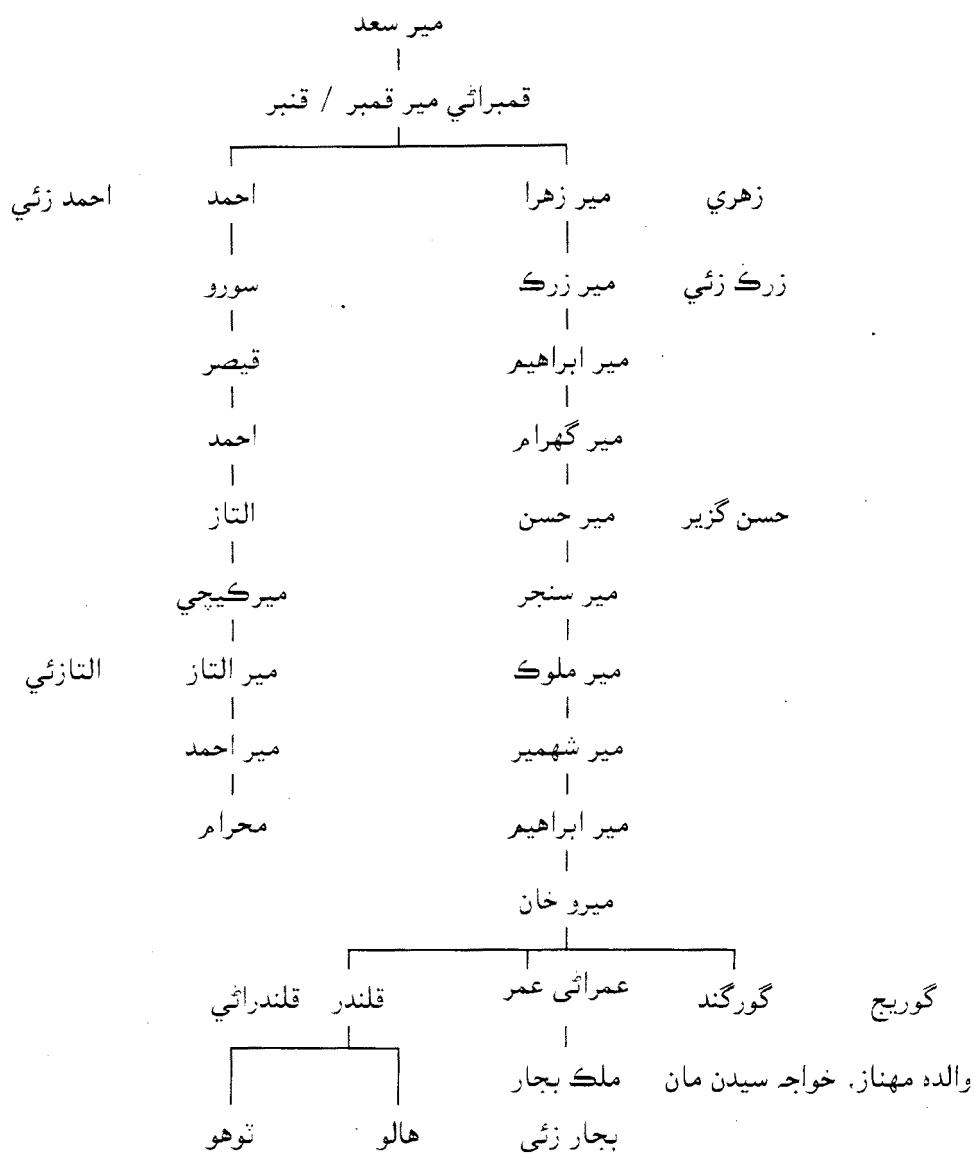 مير سعد
قمبراڻي مير قمبر / قنبر
زهري مير زهرا احمد احمد زئي
زرڪ زئي مير زرڪ سورو
مير ابراهيم قيصر
مير گهرام احمد
حسن گزير مير حسن التاز
مير سنجر ميرڪيچي
مير ملوڪ مير التاز التازئي
مير شهمير مير احمد
مير ابراهيم محرام
ميرو خان
گوريج گورگند عمراڻي عمر قلندر قلندراڻي
والده مهناز، خواجہ سيدن مان ملڪ بجار
بجار زئي هالو ٽوهو